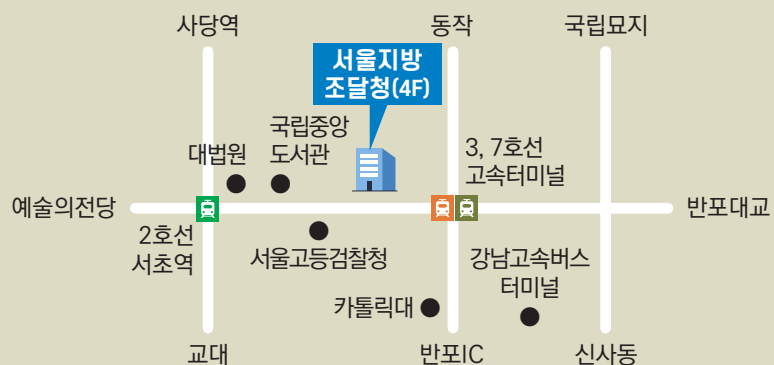 사당역
동작
국립묘지
서울지방
조달청(4F)
국립중앙
도서관
대법원
3, 7호선
고속터미널
예술의전당
반포대교
2호선
서초역
서울고등검찰청
강남고속버스
터미널
카톨릭대
교대
반포IC
신사동